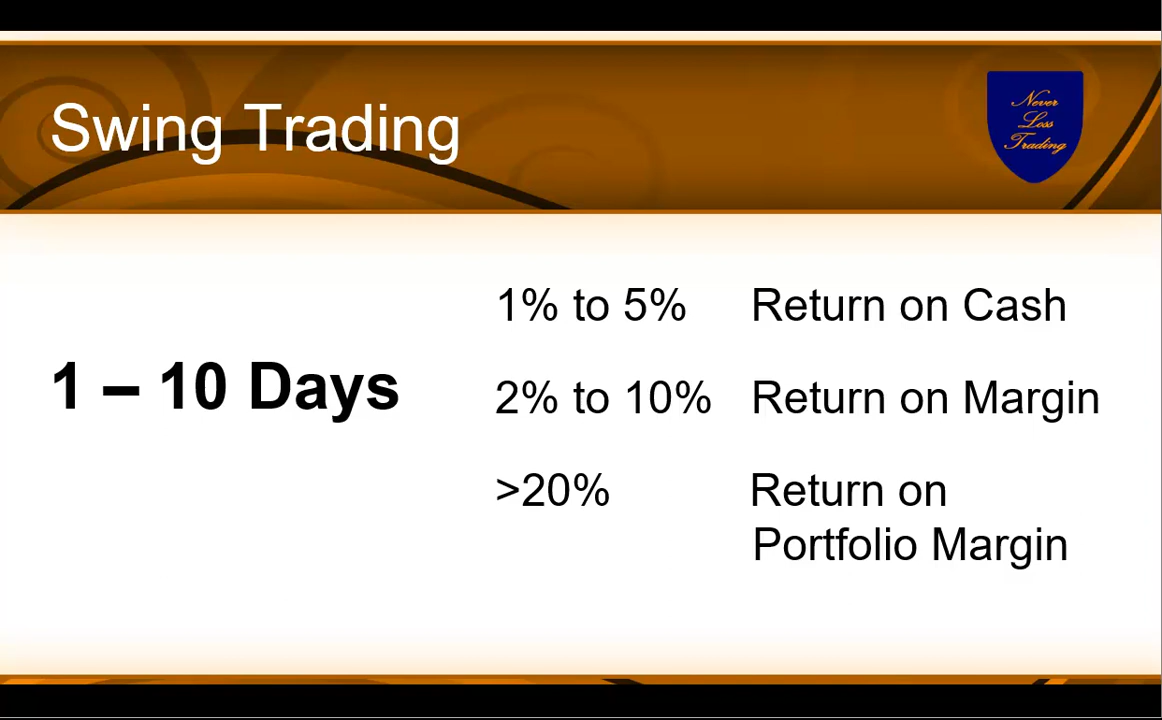 Swing Trading
Never
Loss
Trading
1% to 5% Return on Cash
1 – 10 Days
2% to 10% Return on Margin
>20% Return on
Portfolio Margin